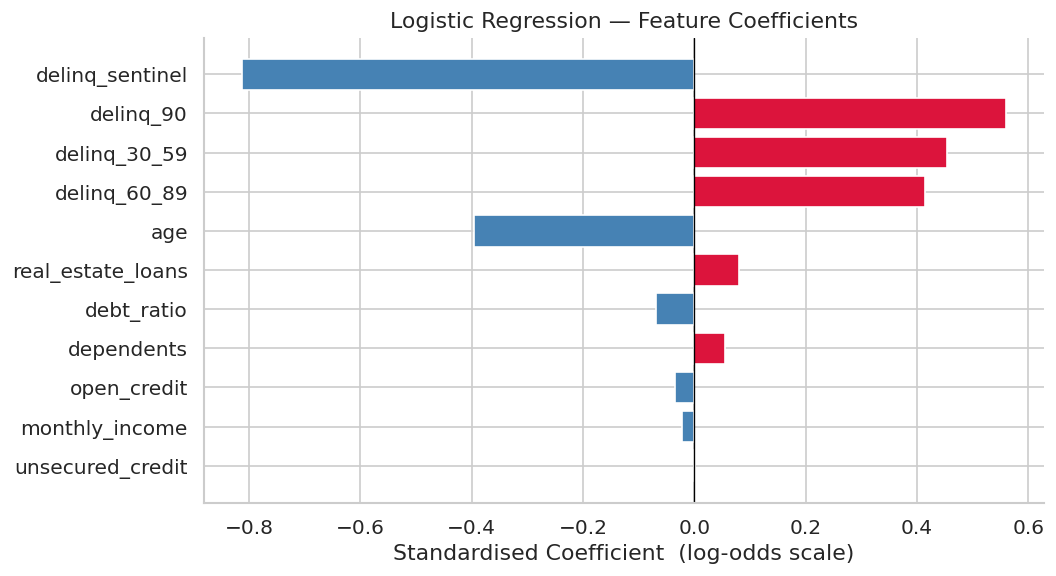 Logistic Regression — Feature Coefficients
delinq_sentinel
delinq_90
delinq_30_59
delinq_60_89
age
real_estate_loans
debt_ratio
dependents
open_credit
monthly_income
unsecured_credit
−0.8 −0.6 −0.4 −0.2 0.0 0.2 0.4 0.6
Standardised Coefficient (log-odds scale)